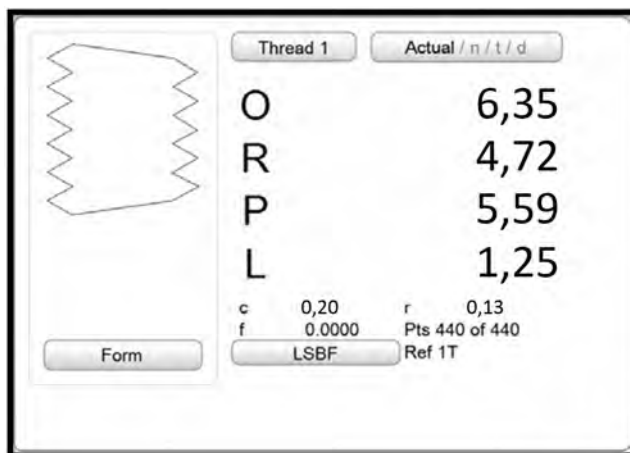 Thread 1 Actual / n / t / d
O 6,35
R 4,72
P 5,59
L 1,25
c 0,20 r 0,13
f 0.0000 Pts 440 of 440
Form LSBF Ref 1T